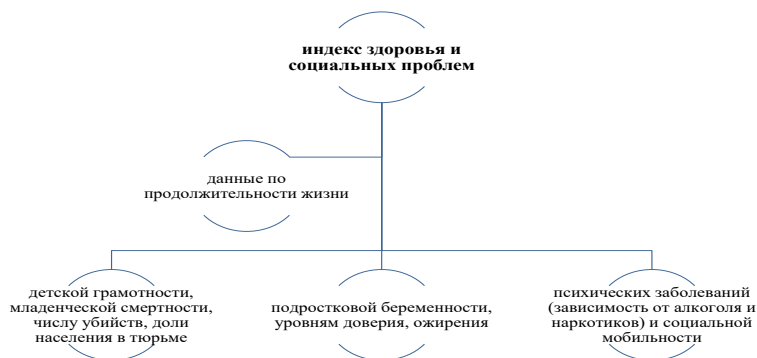 индекс здоровья и
социальных проблем
данные по
продолжительности жизни
детской грамотности,
младенческой смертности,
числу убийств, доли
населения в тюрьме
подростковой беременности,
уровням доверия, ожирения
психических заболеваний
(зависимость от алкоголя и
наркотиков) и социальной
мобильности